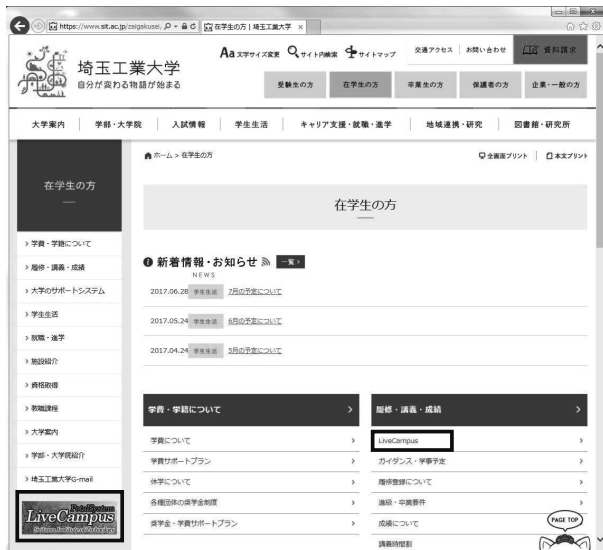 https://www.sit.ac.jp/zaigakusei,
在学生の方 | 埼玉工業大学 ×
埼玉工業大学
自分が変わる物語が始まる
Aa 文字サイズ変更 サイト内検索 サイトマップ 交通アクセス お問い合わせ 資料請求
受験生の方 在学生の方 卒業生の方 保護者の方 企業・一般の方
大学案内 学部・大学院 入試情報 学生生活 キャリア支援・就職・進学 地域連携・研究 図書館・研究所
ホーム > 在学生の方
全画面プリント 本文プリント
在学生の方
在学生の方
> 学費・学籍について
> 履修・講義・成績
> 大学のサポートシステム
> 学生生活
> 就職・進学
> 施設紹介
> 資格取得
> 教職課程
> 大学案内
> 学部・大学院紹介
> 埼玉工業大学G-mail
LiveCampus
新着情報・お知らせ 一覧 >
NEWS
2017.06.28 学生生活 7月の予定について
2017.05.24 学生生活 6月の予定について
2017.04.24 学生生活 5月の予定について
学費・学籍について >
学費について >
学費サポートプラン >
休学について >
各種団体の奨学金制度 >
奨学金・学費サポートプラン >
履修・講義・成績 >
LiveCampus >
ガイダンス・学事予定 >
履修登録について >
進級・卒業要件 >
成績について
講義時間割
PAGE TOP